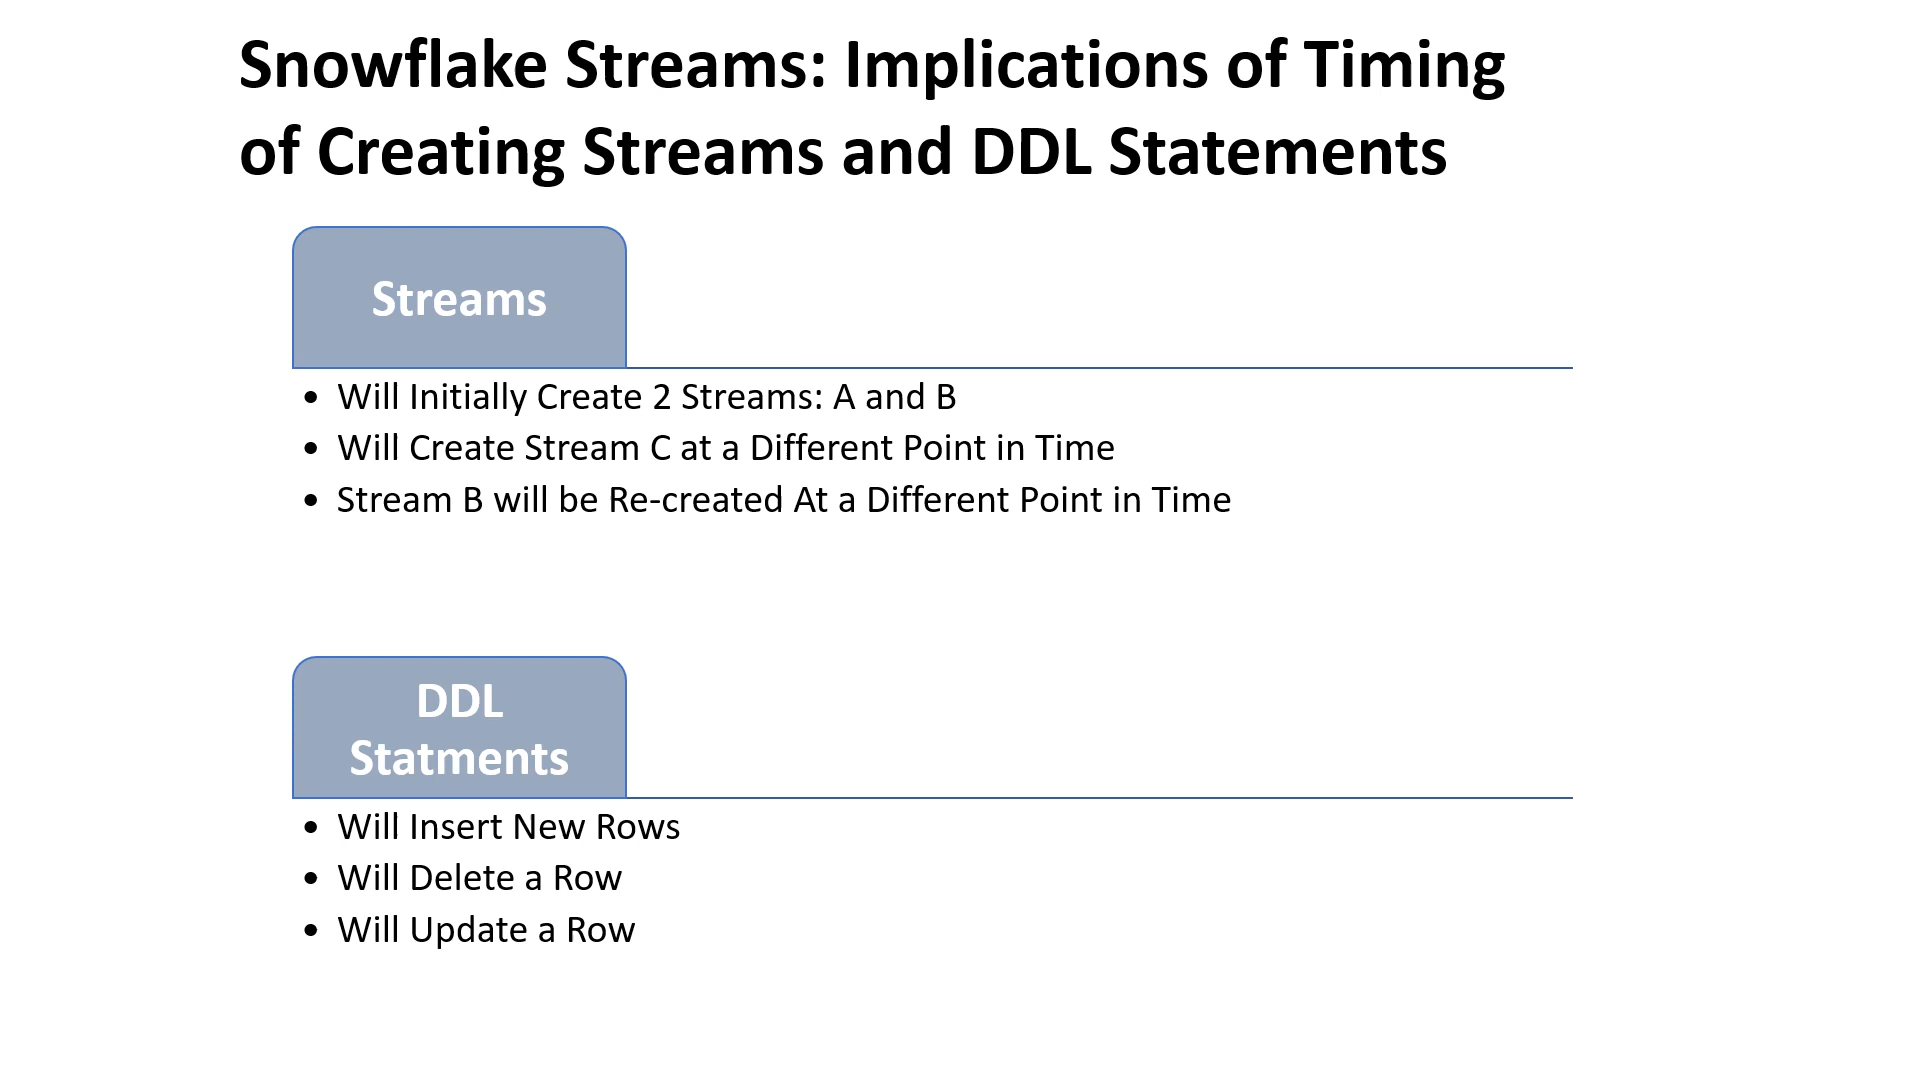 Snowflake Streams: Implications of Timing
of Creating Streams and DDL Statements
Streams
• Will Initially Create 2 Streams: A and B
• Will Create Stream C at a Different Point in Time
• Stream B will be Re-created At a Different Point in Time
DDL
Statments
• Will Insert New Rows
• Will Delete a Row
• Will Update a Row